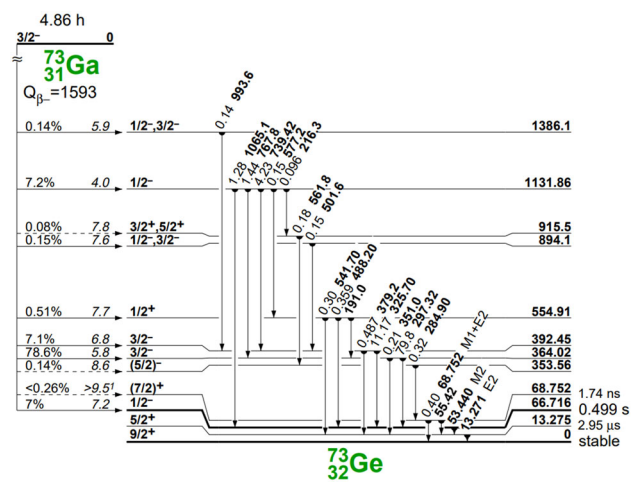 4.86 h
3/2⁻ 0
73
31Ga
Qβ−=1593
0.14% 5.9 1/2⁻,3/2⁻ 0.14 993.6 1386.1
7.2% 4.0 1/2⁻ 1.28 1065.1 1.44 767.8 4.23 739.42 0.15 577.2 0.096 216.3 1131.86
0.08% 7.8 3/2⁺,5/2⁺ 0.18 561.8 915.5
0.15% 7.6 1/2⁻,3/2⁻ 0.15 501.6 894.1
0.51% 7.7 1/2⁺ 0.30 541.70 0.359 488.20 191.0 554.91
7.1% 6.8 3/2⁻ 0.487 379.2 11.17 325.70 392.45
78.6% 5.8 3/2⁻ 0.21 351.0 79.8 297.32 364.02
0.14% 8.6 (5/2)⁻ 0.32 284.90 353.56
<0.26% >9.5¹ (7/2)⁺ 0.40 68.752 M1+E2 68.752 1.74 ns
7% 7.2 1/2⁻ 55.42 53.440 M2 66.716 0.499 s
5/2⁺ 13.271 E2 13.275 2.95 μs
9/2⁺ 0 stable
73
32Ge